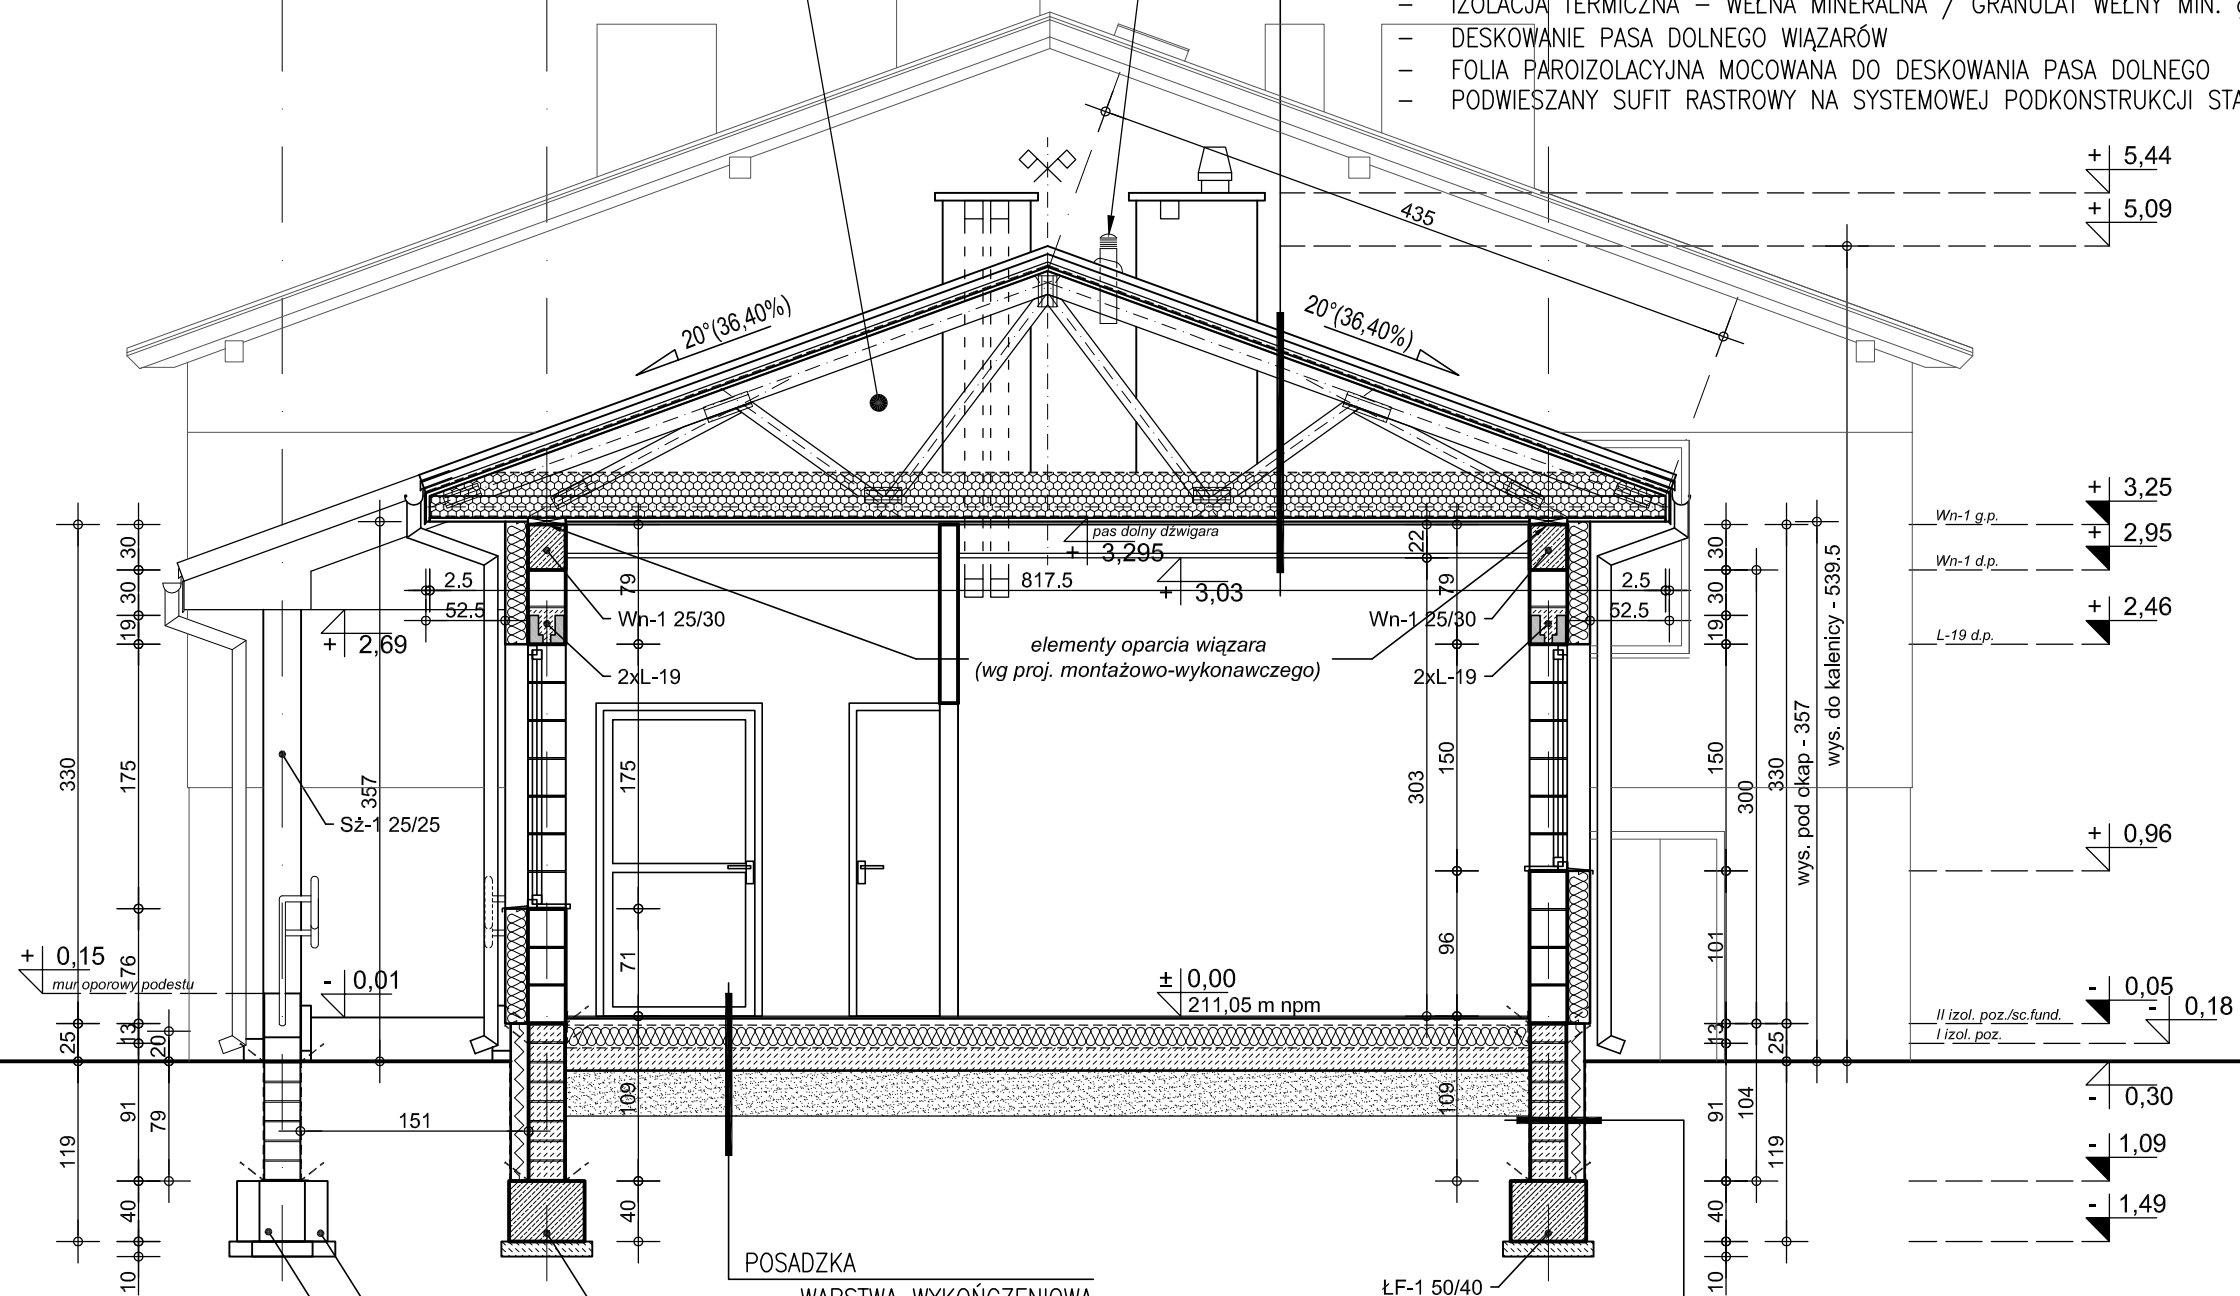 - IZOLACJA TERMICZNA – WEŁNA MINERALNA / GRANULAT WEŁNY MIN.
- DESKOWANIE PASA DOLNEGO WIĄZARÓW
- FOLIA PAROIZOLACYJNA MOCOWANA DO DESKOWANIA PASA DOLNEGO
- PODWIESZANY SUFIT RASTROWY NA SYSTEMOWEJ PODKONSTRUKCJI
+ 5,44
+ 5,09
435
20°(36,40%)
20°(36,40%)
+ 3,25
Wn-1 g.p.
+ 2,95
Wn-1 d.p.
+ 2,46
L-19 d.p.
pas dolny dźwigara
+ 3,295
+ 3,03
817.5
22
30
30
19
2.5
52.5
79
79
2.5
52.5
30
30
19
+ 2,69
Wn-1 25/30
Wn-1 25/30
elementy oparcia wiązara
(wg proj. montażowo-wykonawczego)
2xL-19
2xL-19
330
175
357
Sż-1 25/25
175
303
150
150
300
330
wys. pod okap - 357
wys. do kalenicy - 539.5
+ 0,96
+ 0,15
mur oporowy podestu
76
- 0,01
71
± 0,00
211,05 m npm
96
101
- 0,05
II izol. poz./sc.fund.
- 0,18
I izol. poz.
25
13
20
13
25
- 0,30
119
91
79
151
109
109
91
104
119
- 1,09
- 1,49
40
40
40
10
10
POSADZKA
WARSTWA WYKOŃCZENIOWA
ŁF-1 50/40